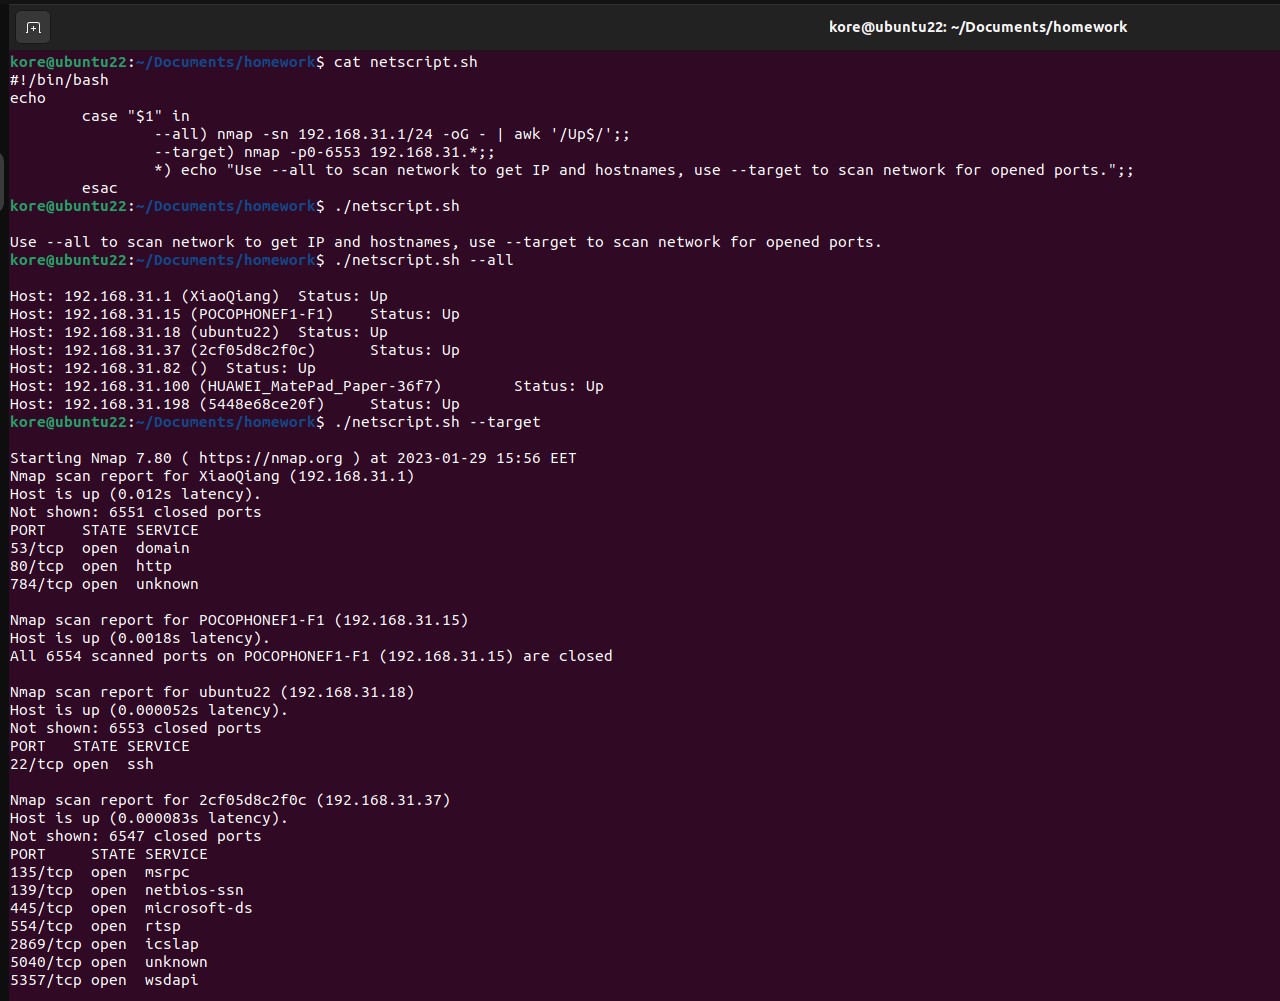 kore@ubuntu22: ~/Documents/homework
kore@ubuntu22:~/Documents/homework$ cat netscript.sh
#!/bin/bash
echo
        case "$1" in
                --all) nmap -sn 192.168.31.1/24 -oG - | awk '/Up$/';;
                --target) nmap -p0-6553 192.168.31.*;;
                *) echo "Use --all to scan network to get IP and hostnames, use --target to scan network for opened ports.";;
        esac
kore@ubuntu22:~/Documents/homework$ ./netscript.sh
Use --all to scan network to get IP and hostnames, use --target to scan network for opened ports.
kore@ubuntu22:~/Documents/homework$ ./netscript.sh --all
Host: 192.168.31.1 (XiaoQiang)  Status: Up
Host: 192.168.31.15 (POCOPHONEF1-F1)    Status: Up
Host: 192.168.31.18 (ubuntu22)  Status: Up
Host: 192.168.31.37 (2cf05d8c2f0c)      Status: Up
Host: 192.168.31.82 ()  Status: Up
Host: 192.168.31.100 (HUAWEI_MatePad_Paper-36f7)        Status: Up
Host: 192.168.31.198 (5448e68ce20f)     Status: Up
kore@ubuntu22:~/Documents/homework$ ./netscript.sh --target
Starting Nmap 7.80 ( https://nmap.org ) at 2023-01-29 15:56 EET
Nmap scan report for XiaoQiang (192.168.31.1)
Host is up (0.012s latency).
Not shown: 6551 closed ports
PORT    STATE SERVICE
53/tcp  open  domain
80/tcp  open  http
784/tcp open  unknown
Nmap scan report for POCOPHONEF1-F1 (192.168.31.15)
Host is up (0.0018s latency).
All 6554 scanned ports on POCOPHONEF1-F1 (192.168.31.15) are closed
Nmap scan report for ubuntu22 (192.168.31.18)
Host is up (0.000052s latency).
Not shown: 6553 closed ports
PORT   STATE SERVICE
22/tcp open  ssh
Nmap scan report for 2cf05d8c2f0c (192.168.31.37)
Host is up (0.000083s latency).
Not shown: 6547 closed ports
PORT     STATE SERVICE
135/tcp  open  msrpc
139/tcp  open  netbios-ssn
445/tcp  open  microsoft-ds
554/tcp  open  rtsp
2869/tcp open  icslap
5040/tcp open  unknown
5357/tcp open  wsdapi